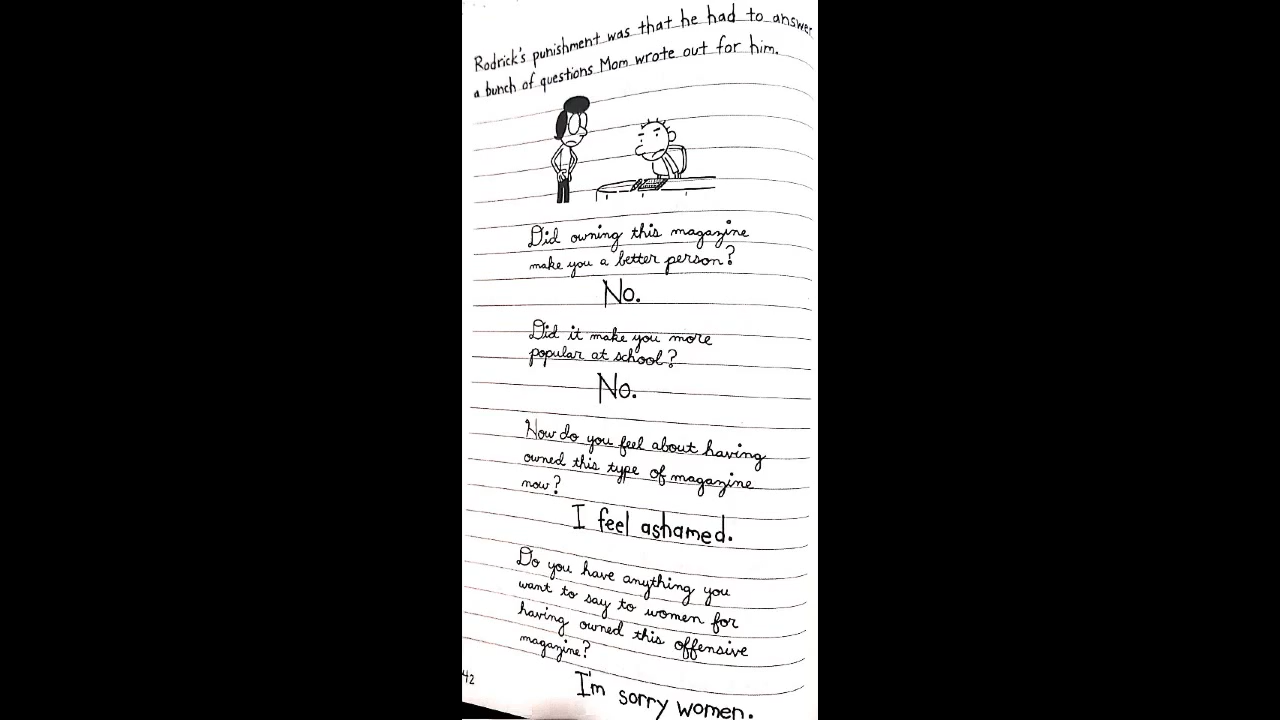 Rodrick's punishment was that he had to answer
a bunch of questions Mom wrote out for him.
Did owning this magazine
make you a better person?
No.
Did it make you more
popular at school?
No.
How do you feel about having
owned this type of magazine
now?
I feel ashamed.
Do you have anything you
want to say to women for
having owned this offensive
magazine?
I'm sorry women.
42